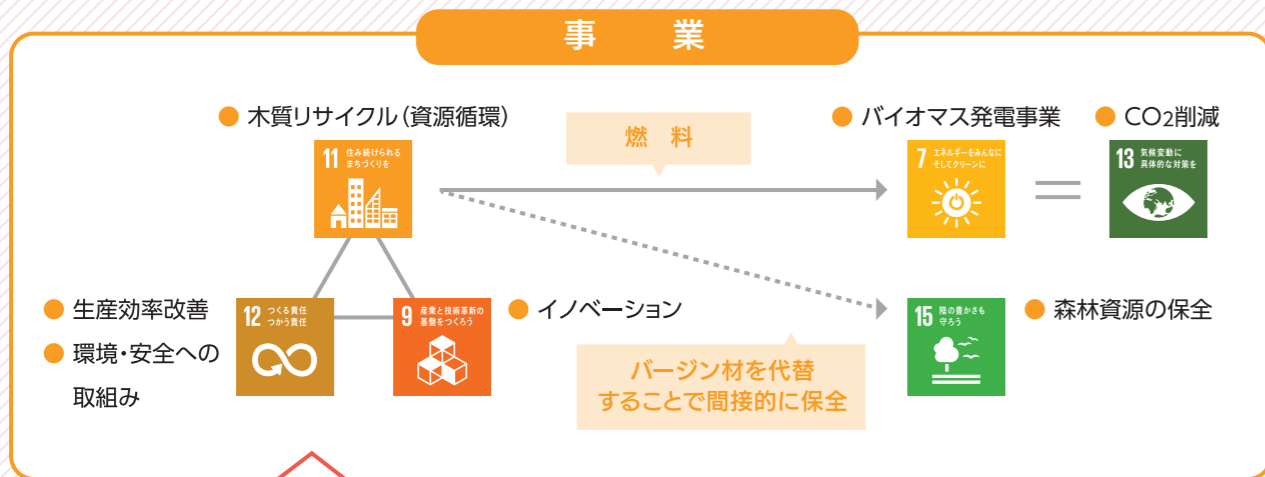 事 業
● 木質リサイクル（資源循環）
燃 料
● バイオマス発電事業
● CO2削減
11 住み続けられる
まちづくりを
7 エネルギーをみんなに
そしてクリーンに
13 気候変動に
具体的な対策を
● 生産効率改善
● 環境・安全への
取組み
12 つくる責任
つかう責任
9 産業と技術革新の
基盤をつくろう
● イノベーション
バージン材を代替
することで間接的に保全
15 陸の豊かさも
守ろう
● 森林資源の保全